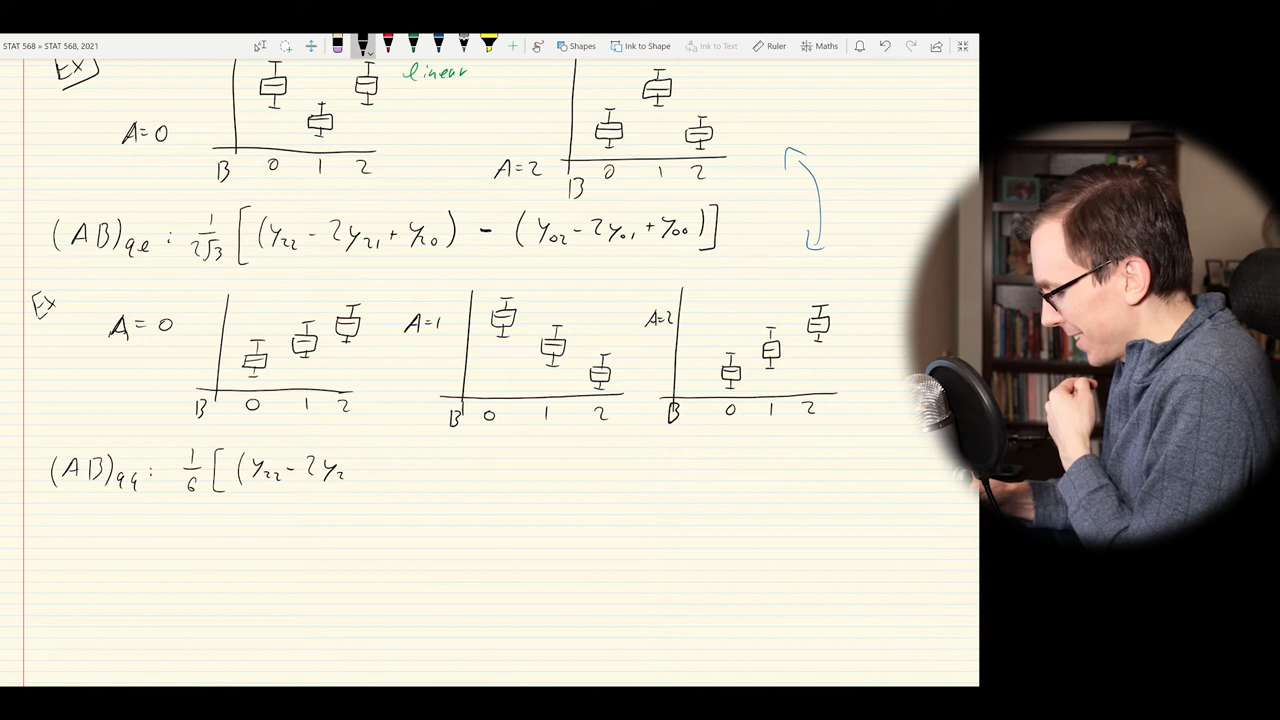 STAT 568 » STAT 568, 2021
Shapes Ink to Shape Ink to Text Ruler Maths
Ex
linear
A=0
B 0 1 2
A=2
B 0 1 2
(AB)qe : 1/2√3 [(y22 - 2y21 + y20) - (y02 - 2y01 + y00)]
Ex
A=0
B 0 1 2
A=1
B 0 1 2
A=2
B 0 1 2
(AB)qq : 1/6 [(y22 - 2y2